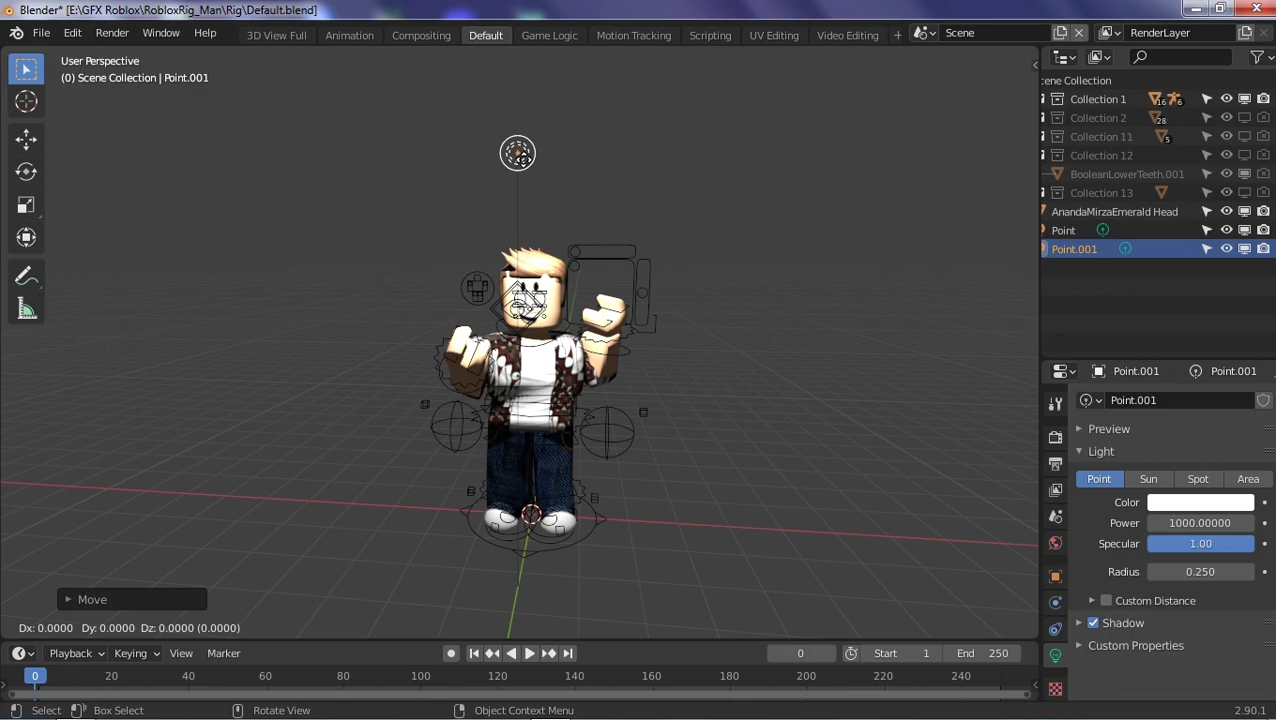 Blender* [E:\GFX Roblox\RobloxRig_Man\Rig\Default.blend]
File Edit Render Window Help 3D View Full Animation Compositing Default Game Logic Motion Tracking Scripting UV Editing Video Editing + Scene RenderLayer
User Perspective
(0) Scene Collection | Point.001
cene Collection
Collection 1 16 6
Collection 2 28
Collection 11 5
Collection 12
BooleanLowerTeeth.001
Collection 13
AnandaMirzaEmerald Head
Point
Point.001
Point.001 Point.001
Point.001
Preview
Light
Point Sun Spot Area
Color
Power 1000.00000
Specular 1.00
Radius 0.250
Custom Distance
Shadow
Custom Properties
Move
Dx: 0.0000 Dy: 0.0000 Dz: 0.0000 (0.0000)
Playback Keying View Marker 0 Start 1 End 250
0 20 40 60 80 100 120 140 160 180 200 220 240
Select Box Select Rotate View Object Context Menu 2.90.1